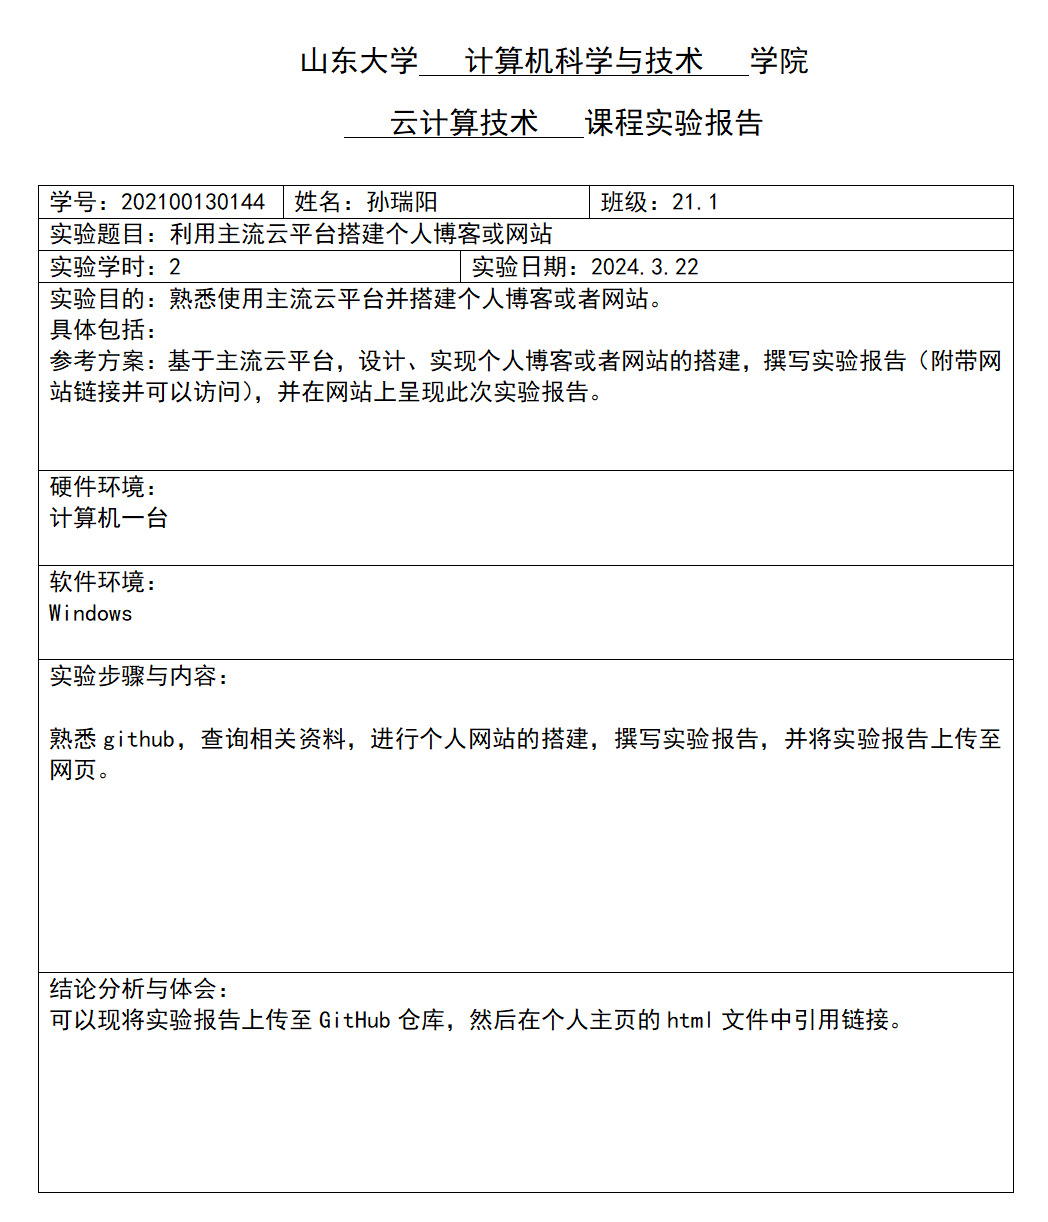 山东大学 计算机科学与技术 学院
云计算技术 课程实验报告
学号：202100130144 姓名：孙瑞阳 班级：21.1
实验题目：利用主流云平台搭建个人博客或网站
实验学时：2 实验日期：2024.3.22
实验目的：熟悉使用主流云平台并搭建个人博客或者网站。
具体包括：
参考方案：基于主流云平台，设计、实现个人博客或者网站的搭建，撰写实验报告（附带网
站链接并可以访问），并在网站上呈现此次实验报告。
硬件环境：
计算机一台
软件环境：
Windows
实验步骤与内容：
熟悉 github，查询相关资料，进行个人网站的搭建，撰写实验报告，并将实验报告上传至
网页。
结论分析与体会：
可以现将实验报告上传至 GitHub 仓库，然后在个人主页的 html 文件中引用链接。